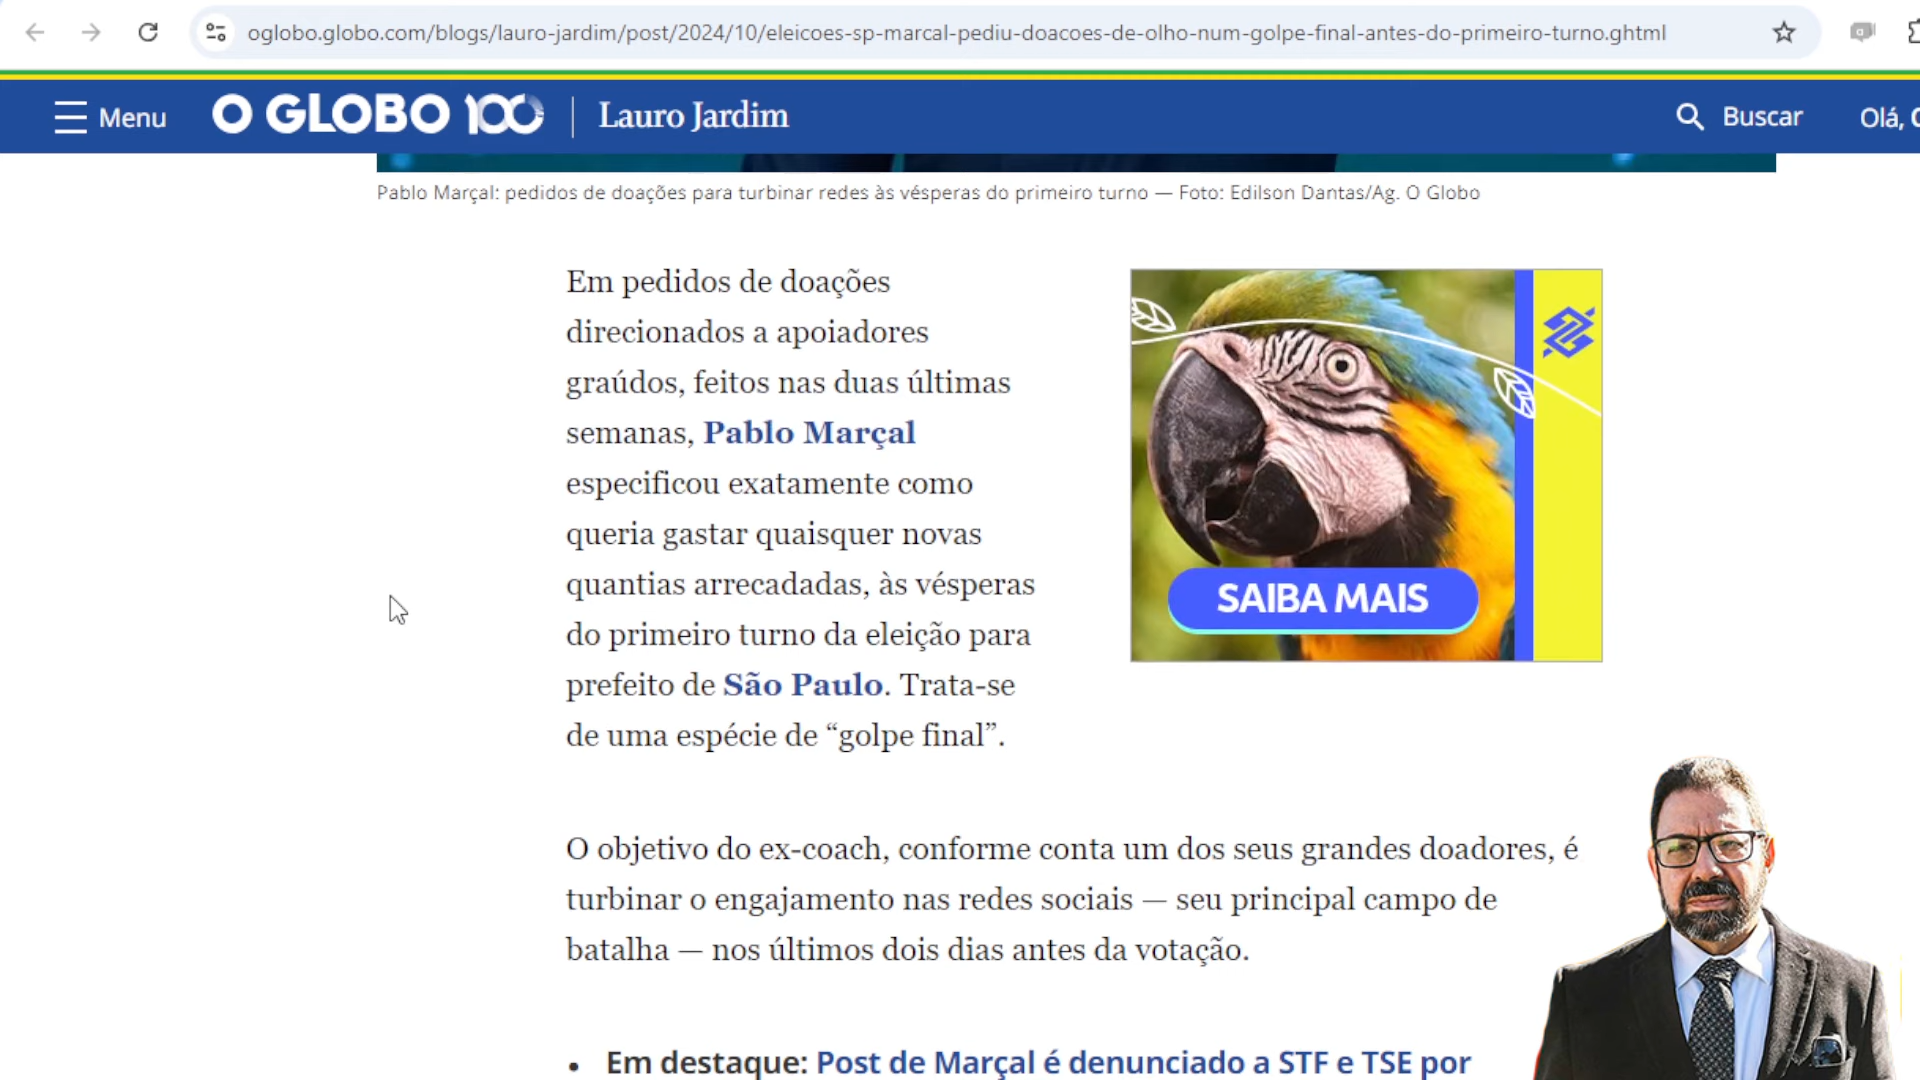 oglobo.globo.com/blogs/lauro-jardim/post/2024/10/eleicoes-sp-marcal-pediu-doacoes-de-olho-num-golpe-final-antes-do-primeiro-turno.ghtml
Menu O GLOBO 100 Lauro Jardim Buscar Olá,
Pablo Marçal: pedidos de doações para turbinar redes às vésperas do primeiro turno — Foto: Edilson Dantas/Ag. O Globo
Em pedidos de doações
direcionados a apoiadores
graúdos, feitos nas duas últimas
semanas, Pablo Marçal
especificou exatamente como
queria gastar quaisquer novas
quantias arrecadadas, às vésperas
do primeiro turno da eleição para
prefeito de São Paulo. Trata-se
de uma espécie de “golpe final”.
SAIBA MAIS
O objetivo do ex-coach, conforme conta um dos seus grandes doadores, é
turbinar o engajamento nas redes sociais — seu principal campo de
batalha — nos últimos dois dias antes da votação.
• Em destaque: Post de Marçal é denunciado a STF e TSE por